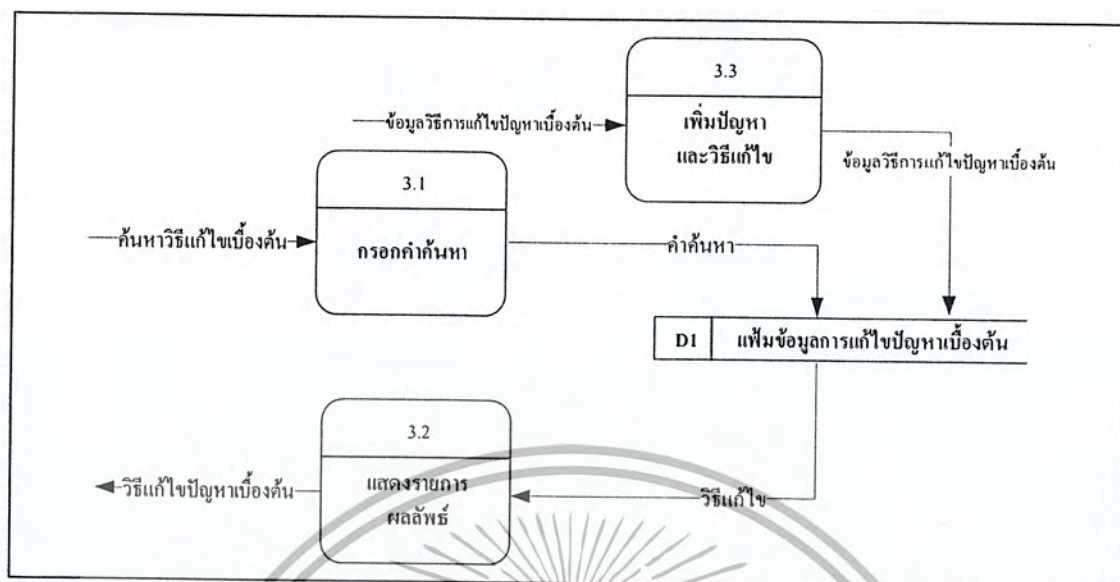 3.3
ข้อมูลวิธีการแก้ไขปัญหาเบื้องต้น
เพิ่มปัญหา
และวิธีแก้ไข
ข้อมูลวิธีการแก้ไขปัญหาเบื้องต้น
3.1
ค้นหาวิธีแก้ไขเบื้องต้น
กรอกคำค้นหา
คำค้นหา
D1 แฟ้มข้อมูลการแก้ไขปัญหาเบื้องต้น
3.2
วิธีแก้ไขปัญหาเบื้องต้น
แสดงรายการ
ผลลัพธ์
วิธีแก้ไข